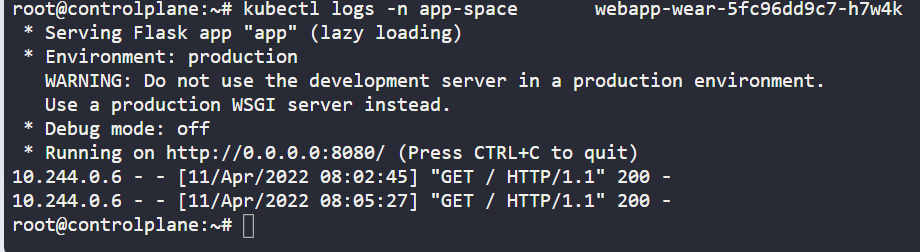 root@controlplane:~# kubectl logs -n app-space       webapp-wear-5fc96dd9c7-h7w4k
 * Serving Flask app "app" (lazy loading)
 * Environment: production
   WARNING: Do not use the development server in a production environment.
   Use a production WSGI server instead.
 * Debug mode: off
 * Running on http://0.0.0.0:8080/ (Press CTRL+C to quit)
10.244.0.6 - - [11/Apr/2022 08:02:45] "GET / HTTP/1.1" 200 -
10.244.0.6 - - [11/Apr/2022 08:05:27] "GET / HTTP/1.1" 200 -
root@controlplane:~#